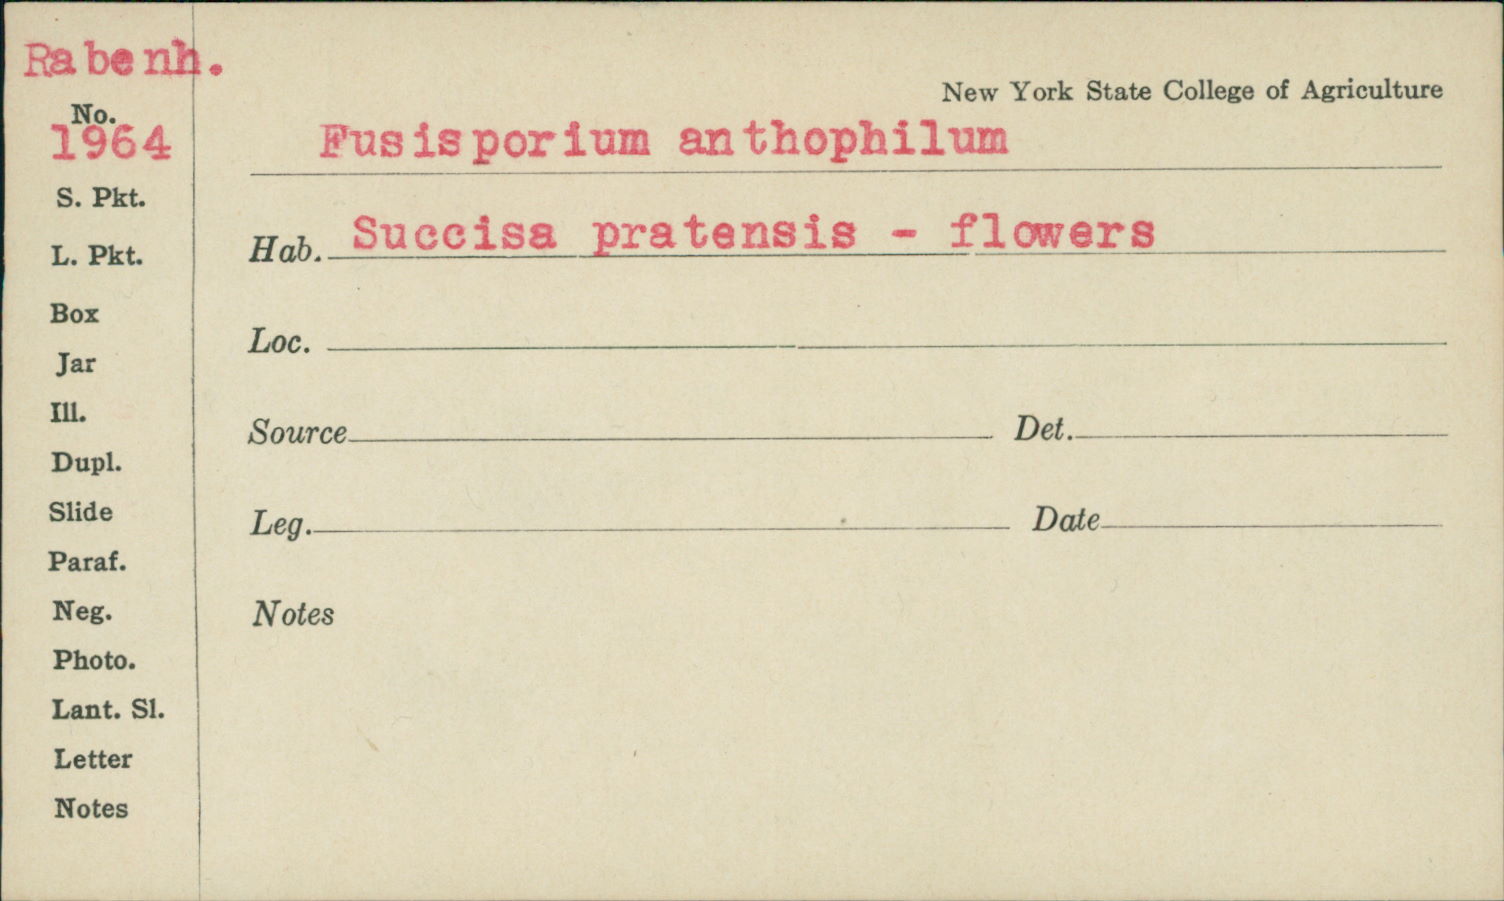 Rabenh.
New York State College of Agriculture
No.
1964
Fusisporium anthophilum
S. Pkt.
Hab. Succisa pratensis - flowers
L. Pkt.
Box
Loc.
Jar
Ill.
Source Det.
Dupl.
Slide
Leg. Date
Paraf.
Neg.
Notes
Photo.
Lant. Sl.
Letter
Notes